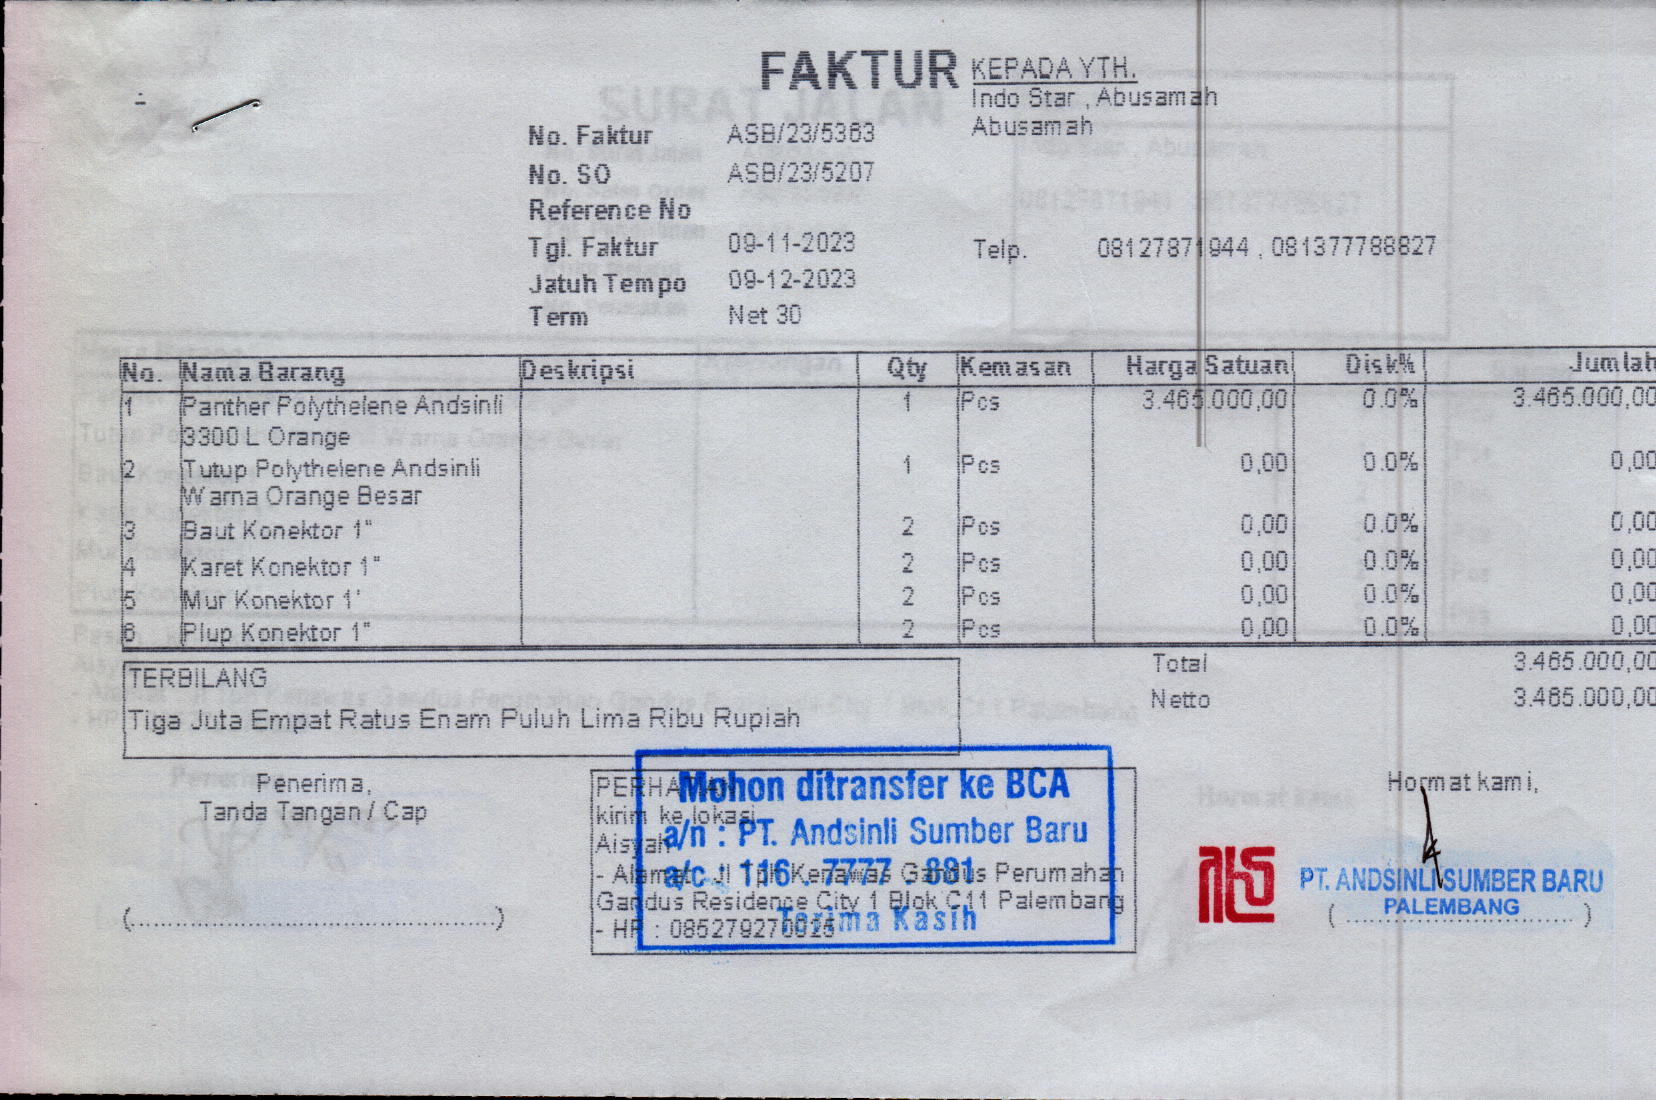 FAKTUR
KEPADA YTH.
Indo Star , Abusamah
Abusamah
No. Faktur ASB/23/5363
No. SO ASB/23/5207
Reference No
Tgl. Faktur 09-11-2023
Telp. 08127871944 , 081377788827
Jatuh Tempo 09-12-2023
Term Net 30
No. Nama Barang Deskripsi Qty Kemasan Harga Satuan Disk% Jumlah
1 Panther Polythelene Andsinli 1 Pcs 3.465.000,00 0.0% 3.465.000,00
3300 L Orange
2 Tutup Polythelene Andsinli 1 Pcs 0,00 0.0% 0,00
Warna Orange Besar
3 Baut Konektor 1" 2 Pcs 0,00 0.0% 0,00
4 Karet Konektor 1" 2 Pcs 0,00 0.0% 0,00
5 Mur Konektor 1' 2 Pcs 0,00 0.0% 0,00
6 Plup Konektor 1" 2 Pcs 0,00 0.0% 0,00
Total 3.465.000,00
Netto 3.465.000,00
TERBILANG
Tiga Juta Empat Ratus Enam Puluh Lima Ribu Rupiah
Penerima,
Tanda Tangan / Cap
(........................................................)
PERHATIAN
kirim ke lokasi
Aisyah
- Alamat : Jl Tph Kerawas Gandus Perumahan
Gandus Residence City 1 Blok C11 Palembang
- HP :
Mohon ditransfer ke BCA
a/n : PT. Andsinli Sumber Baru
a/c : 116 . 7777 . 881
Terima Kasih
Hormat kami,
PT. ANDSINLI SUMBER BARU
PALEMBANG
( ................................... )